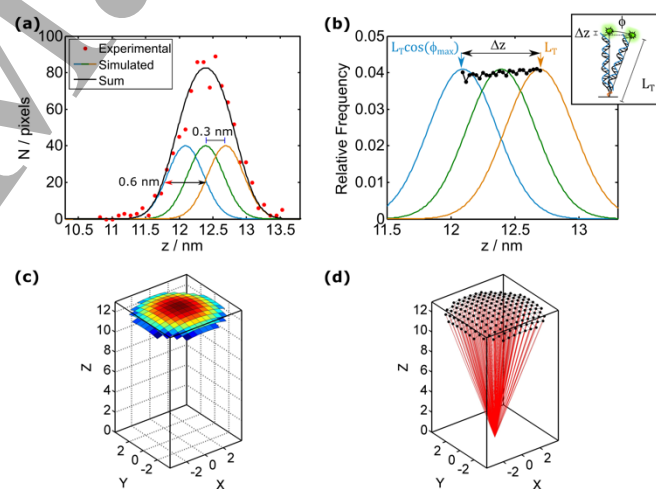 (a)
N / pixels
100
80
60
40
20
0
Experimental
Simulated
Sum
0.3 nm
0.6 nm
10.5 11 11.5 12 12.5 13 13.5
z / nm
(b)
Relative Frequency
0.05
0.04
0.03
0.02
0.01
0.00
LTcos(ϕmax)
Δz
LT
11.5 12 12.5 13
z / nm
ϕ
Δz
LT
(c)
Z
12
10
8
6
4
2
0
Y
2
0
-2
-2
0
2
X
(d)
Z
12
10
8
6
4
2
0
Y
2
0
-2
-2
0
2
X